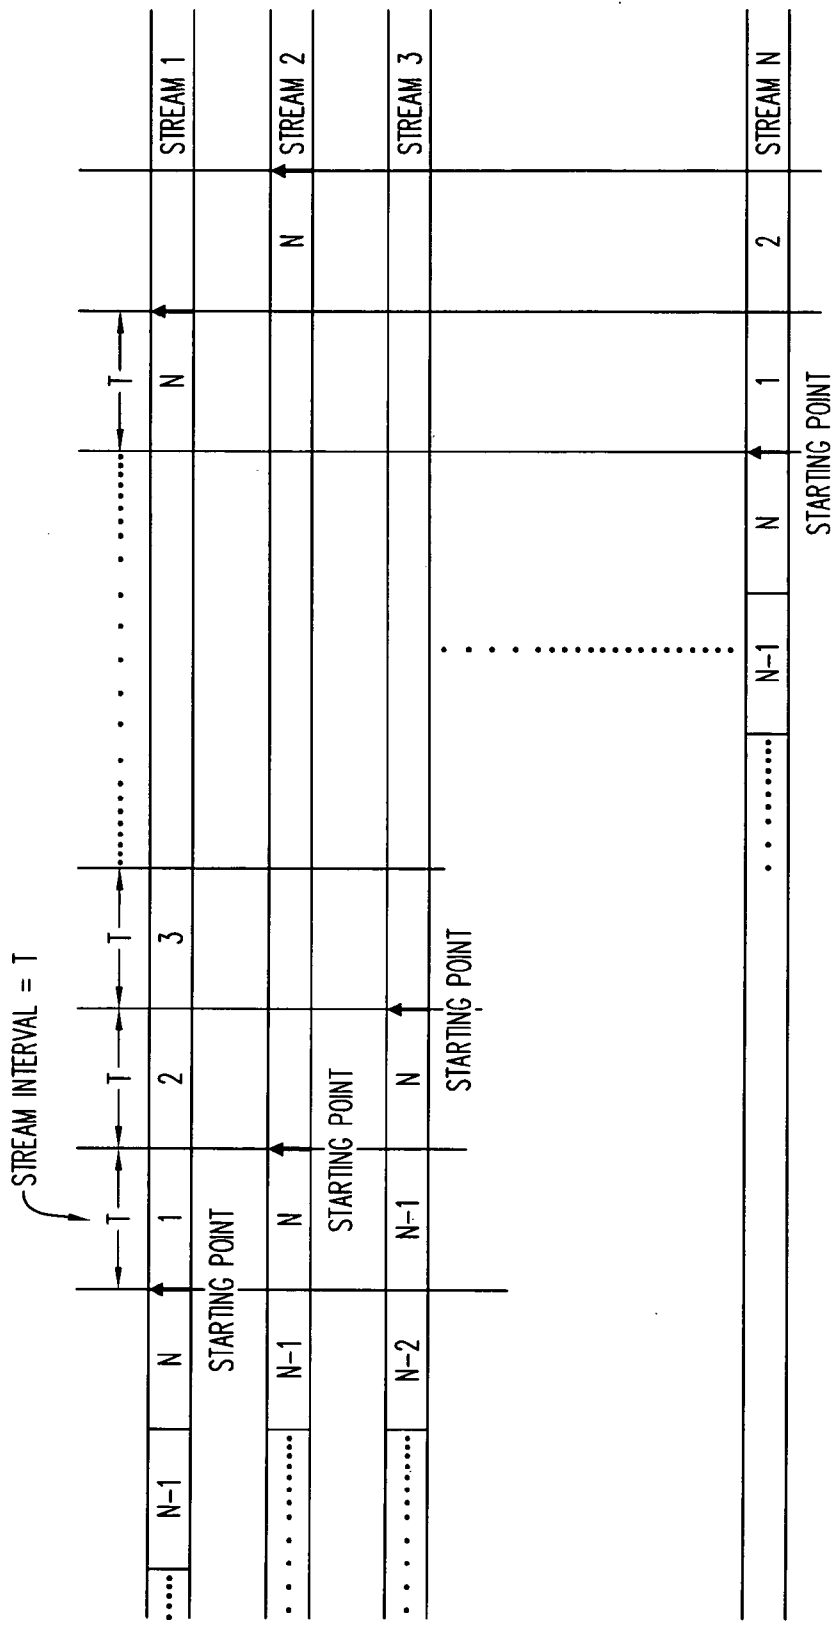 STREAM INTERVAL = T
T T T T
N-1 N 1 2 3 N STREAM 1
STARTING POINT
N-1 N N STREAM 2
STARTING POINT
N-2 N-1 N STREAM 3
STARTING POINT
N-1 N 1 2 STREAM N
STARTING POINT